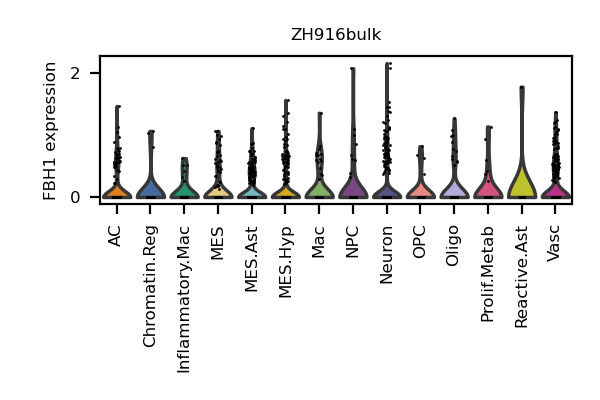 ZH916bulk
FBH1 expression
2
0
AC
Chromatin.Reg
Inflammatory.Mac
MES
MES.Ast
MES.Hyp
Mac
NPC
Neuron
OPC
Oligo
Prolif.Metab
Reactive.Ast
Vasc